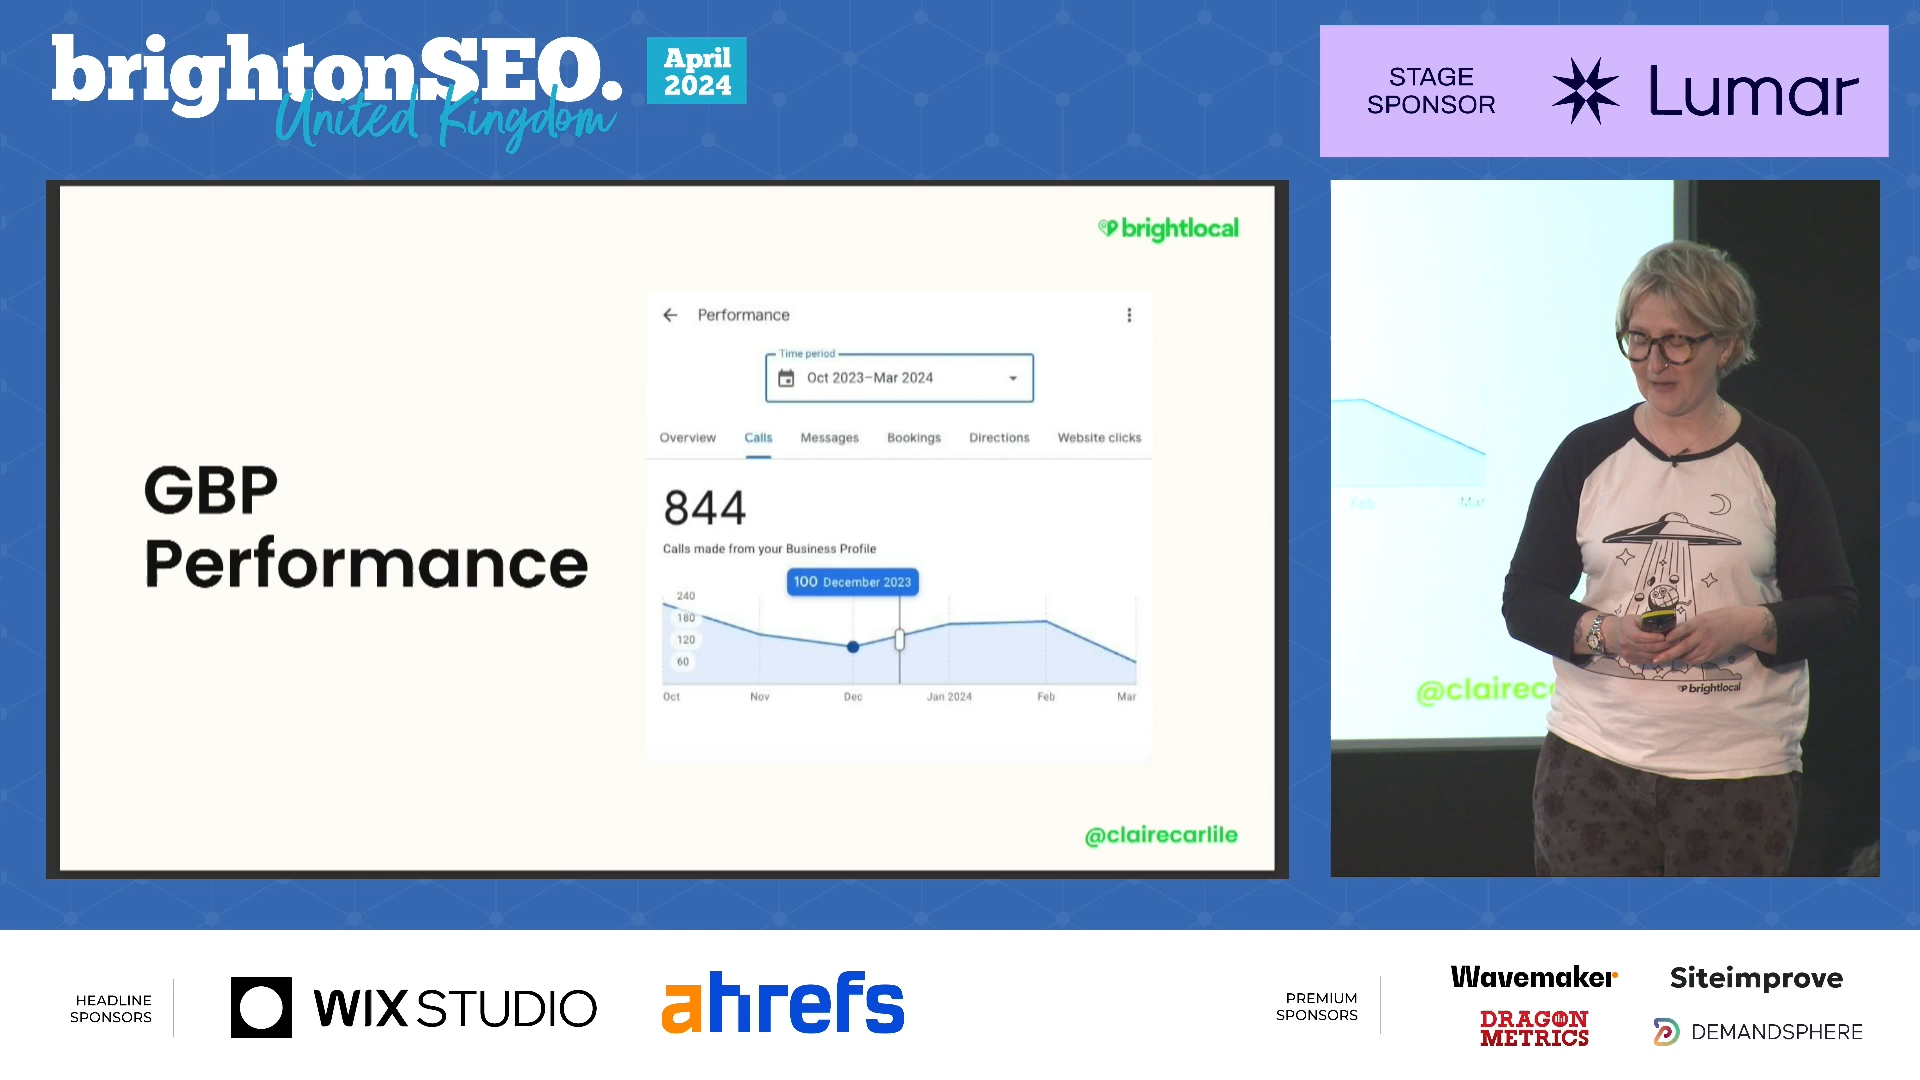 brightonSEO.
United Kingdom
April
2024
STAGE
SPONSOR
Lumar
brightlocal
GBP
Performance
Performance
Time period
Oct 2023–Mar 2024
Overview
Calls
Messages
Bookings
Directions
Website clicks
844
Calls made from your Business Profile
100 December 2023
240
180
120
60
Oct
Nov
Dec
Jan 2024
Feb
Mar
@clairecarlile
Feb
Mar
@clairec
brightlocal
HEADLINE
SPONSORS
WIX STUDIO
ahrefs
PREMIUM
SPONSORS
Wavemaker
Siteimprove
DRAGON
METRICS
DEMANDSPHERE